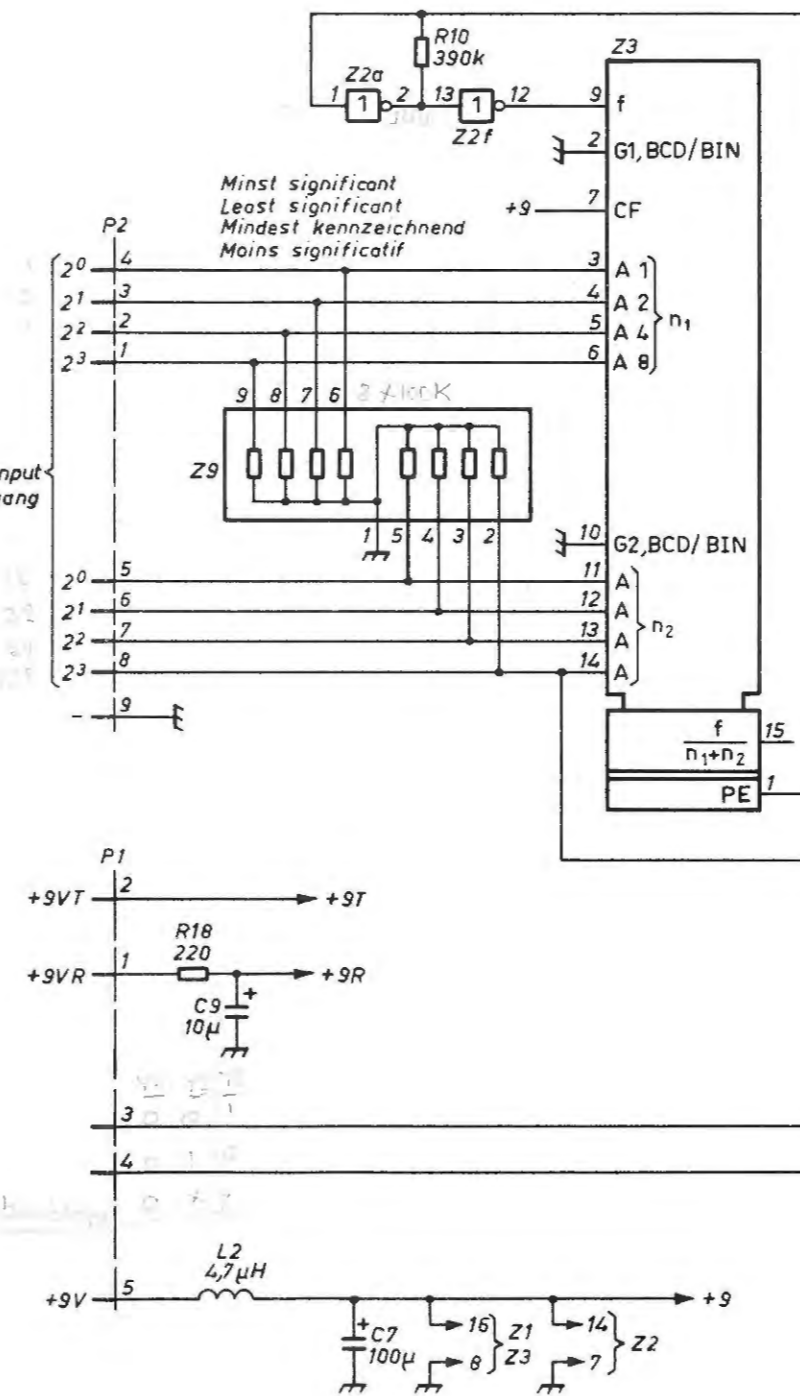 R10
390k
Z3
Z2a
1 1 2 13 1 12 9 f
Z2f
2 G1,BCD/BIN
Minst significant
Least significant
Mindest kennzeichnend
Moins significatif
+9 7 CF
P2
2⁰ 4 3 A 1
2¹ 3 4 A 2
2² 2 5 A 4
2³ 1 6 A 8
n₁
9 8 7 6 8x100K
Z9
nput
ang
1 5 4 3 2
10 G2,BCD/BIN
2⁰ 5 11 A
2¹ 6 12 A
2² 7 13 A
2³ 8 14 A
n₂
- 9
f
n₁+n₂
15
PE 1
P1
+9VT 2 +9T
R18
220
+9VR 1 +9R
C9
10μ
+
3
4
L2
4,7μH
+9V 5 +9
+ C7
100μ
16 Z1
8 Z3
14
7
Z2